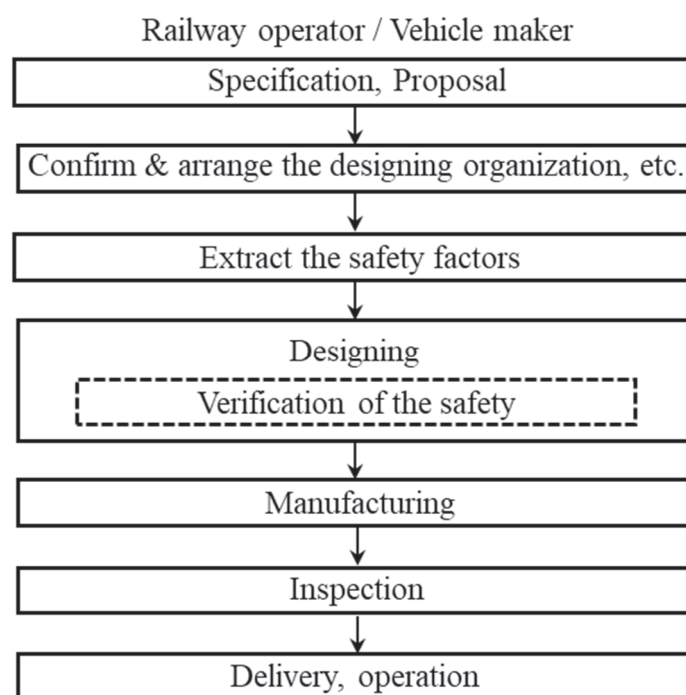 Railway operator / Vehicle maker
Specification, Proposal
Confirm & arrange the designing organization, etc.
Extract the safety factors
Designing
Verification of the safety
Manufacturing
Inspection
Delivery, operation